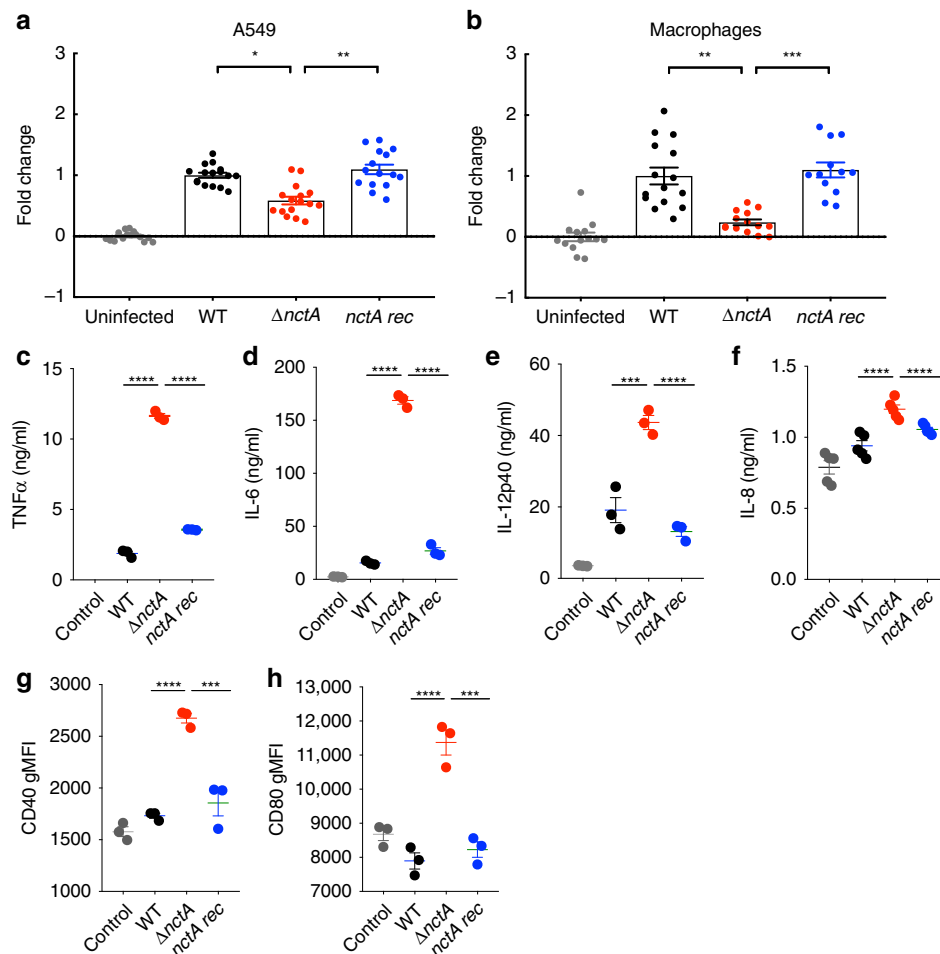 a
A549
Fold change
3
2
1
0
−1
Uninfected
WT
ΔnctA
nctA rec
*
**
b
Macrophages
Fold change
3
2
1
0
−1
Uninfected
WT
ΔnctA
nctA rec
**
***
c
TNFα (ng/ml)
15
10
5
0
Control
WT
ΔnctA
nctA rec
****
****
d
IL-6 (ng/ml)
200
150
100
50
0
Control
WT
ΔnctA
nctA rec
****
****
e
IL-12p40 (ng/ml)
60
40
20
0
Control
WT
ΔnctA
nctA rec
***
****
f
IL-8 (ng/ml)
1.5
1.0
0.5
0.0
Control
WT
ΔnctA
nctA rec
****
****
g
CD40 gMFI
3000
2500
2000
1500
1000
Control
WT
ΔnctA
nctA rec
****
***
h
CD80 gMFI
13,000
12,000
11,000
10,000
9000
8000
7000
Control
WT
ΔnctA
nctA rec
****
***